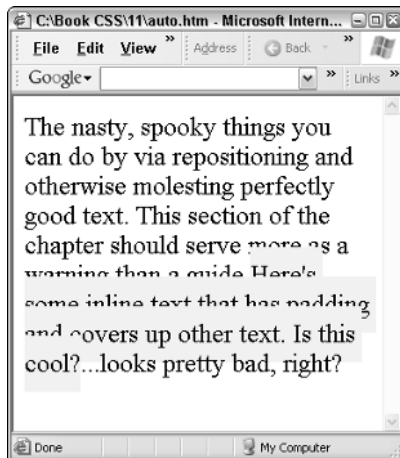 C:\Book CSS\11\auto.htm - Microsoft Intern...
File Edit View » Address Back »
Google » Links »
The nasty, spooky things you
can do by via repositioning and
otherwise molesting perfectly
good text. This section of the
chapter should serve more as a
warning than a guide Here's
some inline text that has padding
and covers up other text. Is this
cool?...looks pretty bad, right?
Done My Computer